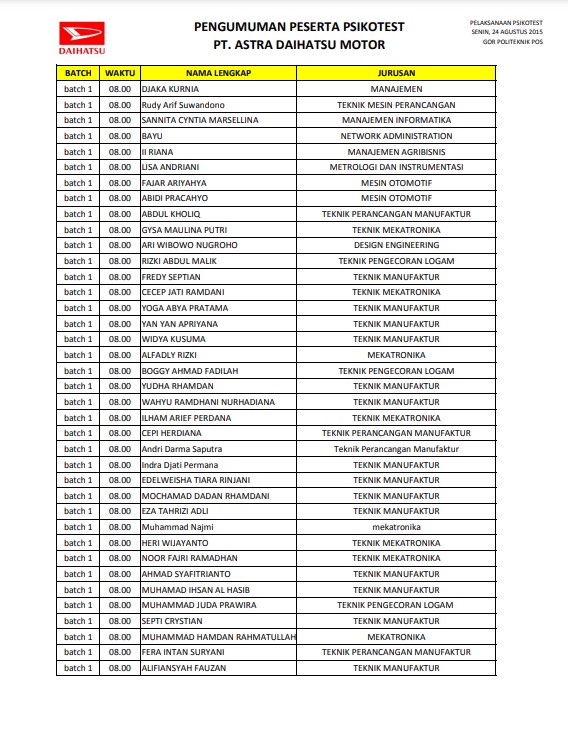 DAIHATSU
PENGUMUMAN PESERTA PSIKOTEST
PT. ASTRA DAIHATSU MOTOR
PELAKSANAAN PSIKOTEST
SENIN, 24 AGUSTUS 2015
GOR POLITEKNIK POS
BATCH WAKTU NAMA LENGKAP JURUSAN
batch 1 08.00 DJAKA KURNIA MANAJEMEN
batch 1 08.00 Rudy Arif Suwandono TEKNIK MESIN PERANCANGAN
batch 1 08.00 SANNITA CYNTIA MARSELLINA MANAJEMEN INFORMATIKA
batch 1 08.00 BAYU NETWORK ADMINISTRATION
batch 1 08.00 II RIANA MANAJEMEN AGRIBISNIS
batch 1 08.00 LISA ANDRIANI METROLOGI DAN INSTRUMENTASI
batch 1 08.00 FAJAR ARIYAHYA MESIN OTOMOTIF
batch 1 08.00 ABIDI PRACAHYO MESIN OTOMOTIF
batch 1 08.00 ABDUL KHOLIQ TEKNIK PERANCANGAN MANUFAKTUR
batch 1 08.00 GYSA MAULINA PUTRI TEKNIK MEKATRONIKA
batch 1 08.00 ARI WIBOWO NUGROHO DESIGN ENGINEERING
batch 1 08.00 RIZKI ABDUL MALIK TEKNIK PENGECORAN LOGAM
batch 1 08.00 FREDY SEPTIAN TEKNIK MANUFAKTUR
batch 1 08.00 CECEP JATI RAMDANI TEKNIK MEKATRONIKA
batch 1 08.00 YOGA ABYA PRATAMA TEKNIK MANUFAKTUR
batch 1 08.00 YAN YAN APRIYANA TEKNIK MANUFAKTUR
batch 1 08.00 WIDYA KUSUMA TEKNIK MANUFAKTUR
batch 1 08.00 ALFADLY RIZKI MEKATRONIKA
batch 1 08.00 BOGGY AHMAD FADILAH TEKNIK PENGECORAN LOGAM
batch 1 08.00 YUDHA RHAMDAN TEKNIK MANUFAKTUR
batch 1 08.00 WAHYU RAMDHANI NURHADIANA TEKNIK MANUFAKTUR
batch 1 08.00 ILHAM ARIEF PERDANA TEKNIK MEKATRONIKA
batch 1 08.00 CEPI HERDIANA TEKNIK PERANCANGAN MANUFAKTUR
batch 1 08.00 Andri Darma Saputra Teknik Perancangan Manufaktur
batch 1 08.00 Indra Djati Permana TEKNIK MANUFAKTUR
batch 1 08.00 EDELWEISHA TIARA RINJANI TEKNIK MANUFAKTUR
batch 1 08.00 MOCHAMAD DADAN RHAMDANI TEKNIK MANUFAKTUR
batch 1 08.00 EZA TAHRIZI ADLI TEKNIK MANUFAKTUR
batch 1 08.00 Muhammad Najmi mekatronika
batch 1 08.00 HERI WIJAYANTO TEKNIK MEKATRONIKA
batch 1 08.00 NOOR FAJRI RAMADHAN TEKNIK MEKATRONIKA
batch 1 08.00 AHMAD SYAFITRIANTO TEKNIK MANUFAKTUR
batch 1 08.00 MUHAMAD IHSAN AL HASIB TEKNIK MANUFAKTUR
batch 1 08.00 MUHAMMAD JUDA PRAWIRA TEKNIK PENGECORAN LOGAM
batch 1 08.00 SEPTI CRYSTIAN TEKNIK MANUFAKTUR
batch 1 08.00 MUHAMMAD HAMDAN RAHMATULLAH MEKATRONIKA
batch 1 08.00 FERA INTAN SURYANI TEKNIK PERANCANGAN MANUFAKTUR
batch 1 08.00 ALIFIANSYAH FAUZAN TEKNIK MANUFAKTUR